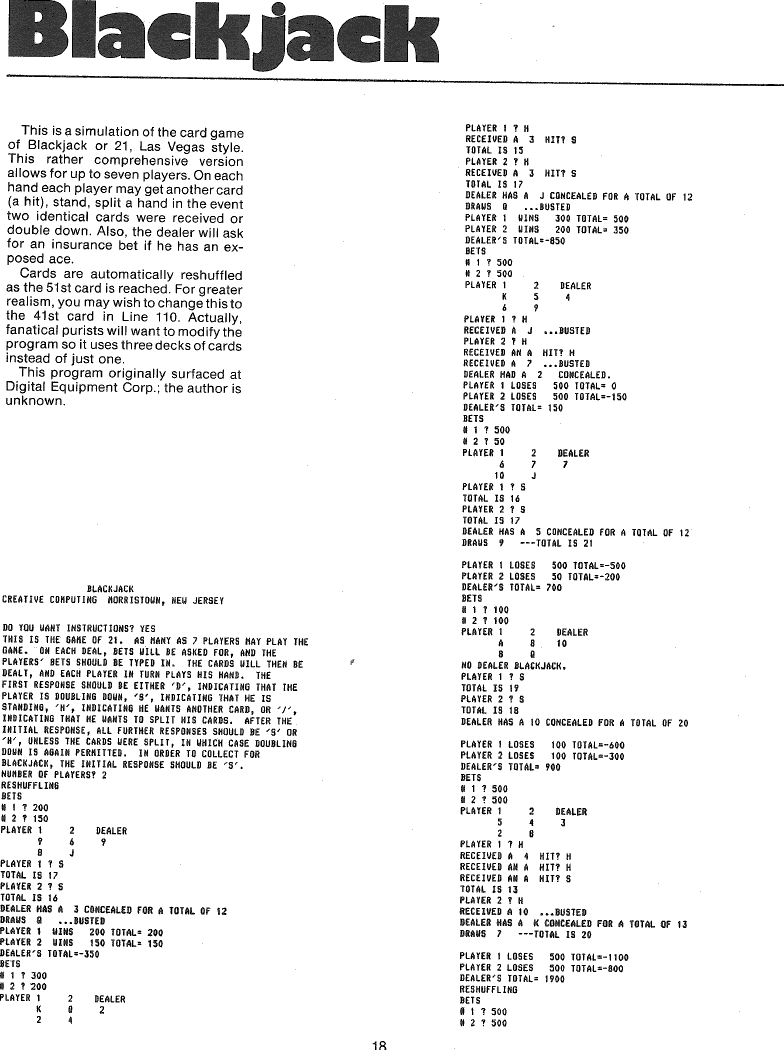 Blackjack
This is a simulation of the card game
of Blackjack or 21, Las Vegas style.
This rather comprehensive version
allows for up to seven players. On each
hand each player may get another card
(a hit), stand, split a hand in the event
two identical cards were received or
double down. Also, the dealer will ask
for an insurance bet if he has an ex-
posed ace.
Cards are automatically reshuffled
as the 51st card is reached. For greater
realism, you may wish to change this to
the 41st card in Line 110. Actually,
fanatical purists will want to modify the
program so it uses three decks of cards
instead of just one.
This program originally surfaced at
Digital Equipment Corp.; the author is
unknown.
BLACKJACK
CREATIVE COMPUTING MORRISTOWN, NEW JERSEY
DO YOU WANT INSTRUCTIONS? YES
THIS IS THE GAME OF 21. AS MANY AS 7 PLAYERS MAY PLAY THE
GAME. ON EACH DEAL, BETS WILL BE ASKED FOR, AND THE
PLAYERS' BETS SHOULD BE TYPED IN. THE CARDS WILL THEN BE
DEALT, AND EACH PLAYER IN TURN PLAYS HIS HAND. THE
FIRST RESPONSE SHOULD BE EITHER 'D', INDICATING THAT THE
PLAYER IS DOUBLING DOWN, 'S', INDICATING THAT HE IS
STANDING, 'H', INDICATING HE WANTS ANOTHER CARD, OR '/',
INDICATING THAT HE WANTS TO SPLIT HIS CARDS. AFTER THE
INITIAL RESPONSE, ALL FURTHER RESPONSES SHOULD BE 'S' OR
'H', UNLESS THE CARDS WERE SPLIT, IN WHICH CASE DOUBLING
DOWN IS AGAIN PERMITTED. IN ORDER TO COLLECT FOR
BLACKJACK, THE INITIAL RESPONSE SHOULD BE 'S'.
NUMBER OF PLAYERS? 2
RESHUFFLING
BETS
# 1 ? 200
# 2 ? 150
PLAYER 1 2 DEALER
9 6 9
8 J
PLAYER 1 ? S
TOTAL IS 17
PLAYER 2 ? S
TOTAL IS 16
DEALER HAS A 3 CONCEALED FOR A TOTAL OF 12
DRAWS Q ...BUSTED
PLAYER 1 WINS 200 TOTAL= 200
PLAYER 2 WINS 150 TOTAL= 150
DEALER'S TOTAL=-350
BETS
# 1 ? 300
# 2 ? 200
PLAYER 1 2 DEALER
K Q 2
2 4
PLAYER 1 ? H
RECEIVED A 3 HIT? S
TOTAL IS 15
PLAYER 2 ? H
RECEIVED A 3 HIT? S
TOTAL IS 17
DEALER HAS A J CONCEALED FOR A TOTAL OF 12
DRAWS Q ...BUSTED
PLAYER 1 WINS 300 TOTAL= 500
PLAYER 2 WINS 200 TOTAL= 350
DEALER'S TOTAL=-850
BETS
# 1 ? 500
# 2 ? 500
PLAYER 1 2 DEALER
K 5 4
6 9
PLAYER 1 ? H
RECEIVED A J ...BUSTED
PLAYER 2 ? H
RECEIVED AN A HIT? H
RECEIVED A 7 ...BUSTED
DEALER HAD A 2 CONCEALED.
PLAYER 1 LOSES 500 TOTAL= 0
PLAYER 2 LOSES 500 TOTAL=-150
DEALER'S TOTAL= 150
BETS
# 1 ? 500
# 2 ? 50
PLAYER 1 2 DEALER
6 7 7
10 J
PLAYER 1 ? S
TOTAL IS 16
PLAYER 2 ? S
TOTAL IS 17
DEALER HAS A 5 CONCEALED FOR A TOTAL OF 12
DRAWS 9 ---TOTAL IS 21
PLAYER 1 LOSES 500 TOTAL=-500
PLAYER 2 LOSES 50 TOTAL=-200
DEALER'S TOTAL= 700
BETS
# 1 ? 100
# 2 ? 100
PLAYER 1 2 DEALER
A 8 10
8 Q
NO DEALER BLACKJACK.
PLAYER 1 ? S
TOTAL IS 19
PLAYER 2 ? S
TOTAL IS 18
DEALER HAS A 10 CONCEALED FOR A TOTAL OF 20
PLAYER 1 LOSES 100 TOTAL=-600
PLAYER 2 LOSES 100 TOTAL=-300
DEALER'S TOTAL= 900
BETS
# 1 ? 500
# 2 ? 500
PLAYER 1 2 DEALER
5 4 3
2 8
PLAYER 1 ? H
RECEIVED A 4 HIT? H
RECEIVED AN A HIT? H
RECEIVED AN A HIT? S
TOTAL IS 13
PLAYER 2 ? H
RECEIVED A 10 ...BUSTED
DEALER HAS A K CONCEALED FOR A TOTAL OF 13
DRAWS 7 ---TOTAL IS 20
PLAYER 1 LOSES 500 TOTAL=-1100
PLAYER 2 LOSES 500 TOTAL=-800
DEALER'S TOTAL= 1900
RESHUFFLING
BETS
# 1 ? 500
# 2 ? 500
18